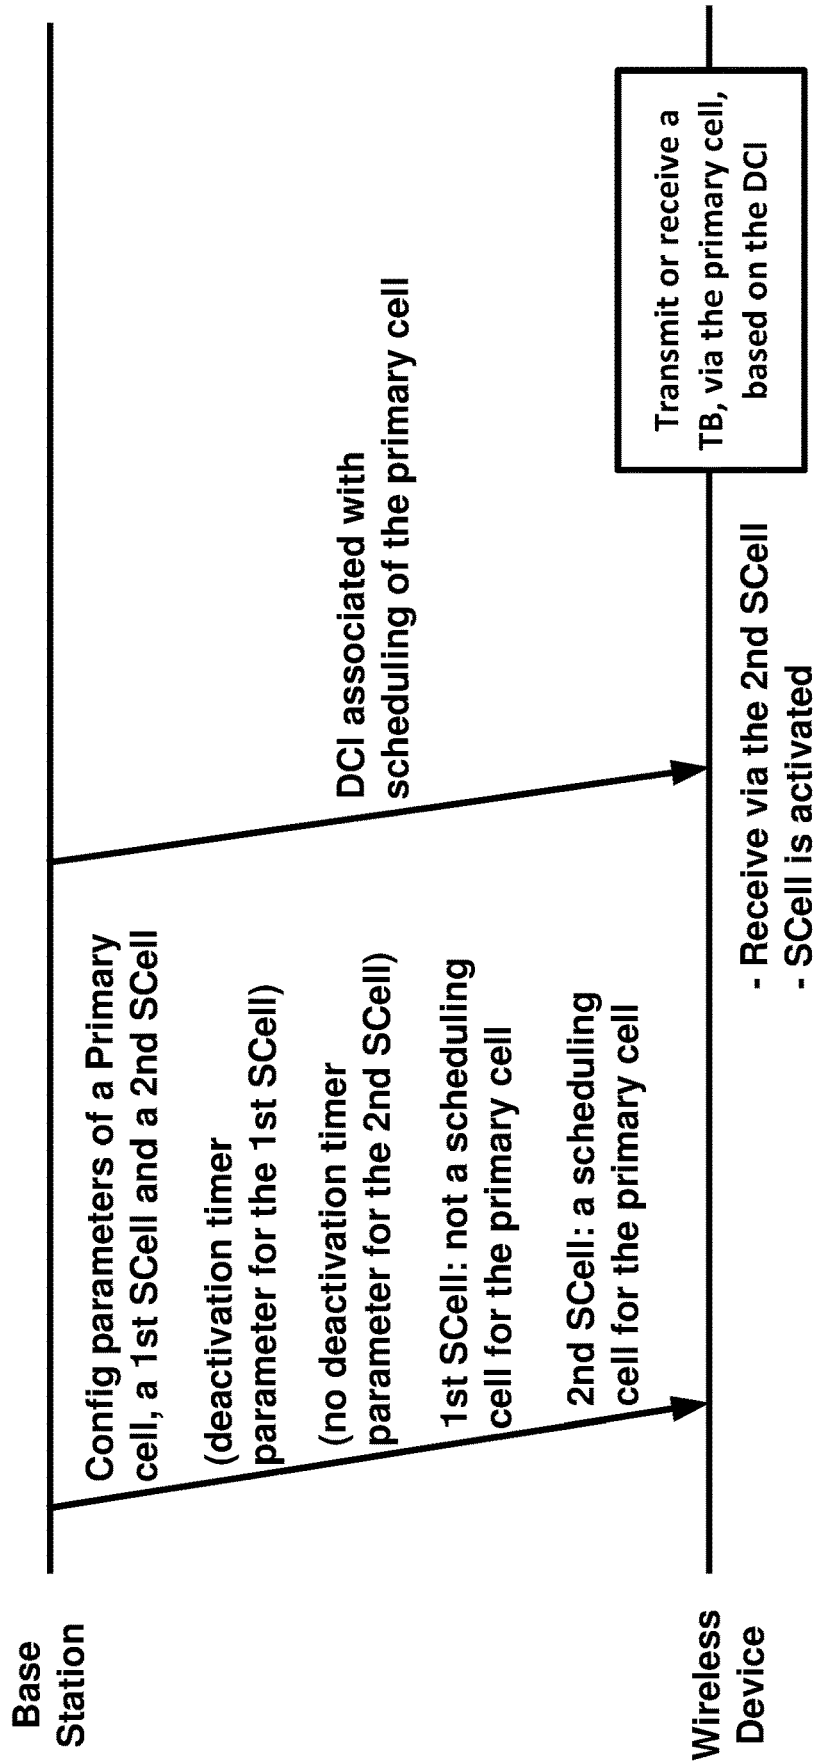 Base
Station
Config parameters of a Primary
cell, a 1st SCell and a 2nd SCell
(deactivation timer
parameter for the 1st SCell)
(no deactivation timer
parameter for the 2nd SCell)
1st SCell: not a scheduling
cell for the primary cell
2nd SCell: a scheduling
cell for the primary cell
DCI associated with
scheduling of the primary cell
Wireless
Device
- Receive via the 2nd SCell
- SCell is activated
Transmit or receive a
TB, via the primary cell,
based on the DCI